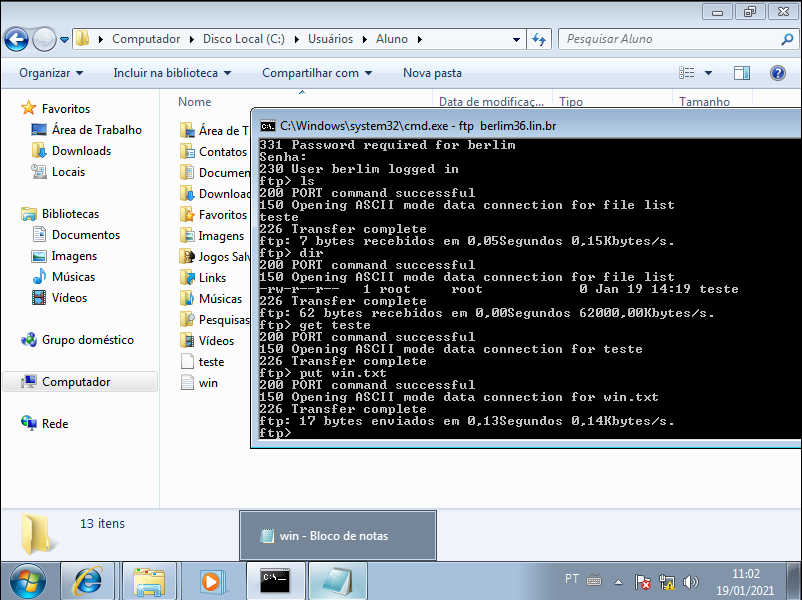 Computador Disco Local (C:) Usuários Aluno
Pesquisar Aluno
Organizar Incluir na biblioteca Compartilhar com Nova pasta
Favoritos
Área de Trabalho
Downloads
Locais
Bibliotecas
Documentos
Imagens
Músicas
Vídeos
Grupo doméstico
Computador
Rede
Nome Data de modificaç... Tipo Tamanho
Área de T
Contatos
Documen
Download
Favoritos
Imagens
Jogos Salv
Links
Músicas
Pesquisas
Vídeos
teste
win
C:\Windows\system32\cmd.exe - ftp berlim36.lin.br
331 Password required for berlim
Senha:
230 User berlim logged in
ftp> ls
200 PORT command successful
150 Opening ASCII mode data connection for file list
teste
226 Transfer complete
ftp: 7 bytes recebidos em 0,05Segundos 0,15Kbytes/s.
ftp> dir
200 PORT command successful
150 Opening ASCII mode data connection for file list
-rw-r--r-- 1 root root 0 Jan 19 14:19 teste
226 Transfer complete
ftp: 62 bytes recebidos em 0,00Segundos 62000,00Kbytes/s.
ftp> get teste
200 PORT command successful
150 Opening ASCII mode data connection for teste
226 Transfer complete
ftp> put win.txt
200 PORT command successful
150 Opening ASCII mode data connection for win.txt
226 Transfer complete
ftp: 17 bytes enviados em 0,13Segundos 0,14Kbytes/s.
ftp>
13 itens
win - Bloco de notas
PT
11:02
19/01/2021